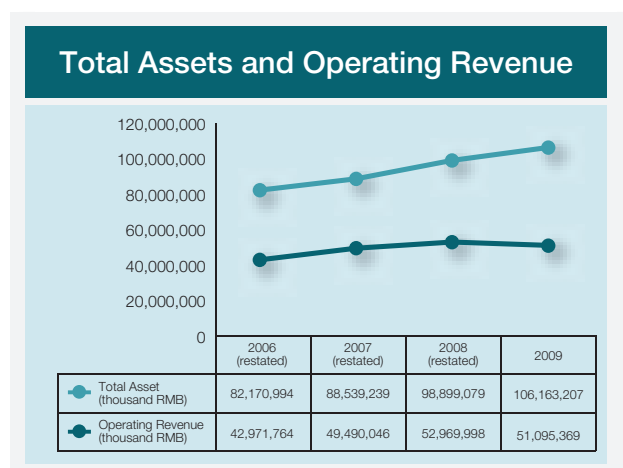 Total Assets and Operating Revenue
120,000,000
100,000,000
80,000,000
60,000,000
40,000,000
20,000,000
0
2006 (restated)
2007 (restated)
2008 (restated)
2009
Total Asset (thousand RMB)
82,170,994 88,539,239 98,899,079 106,163,207
Operating Revenue (thousand RMB)
42,971,764 49,490,046 52,969,998 51,095,369